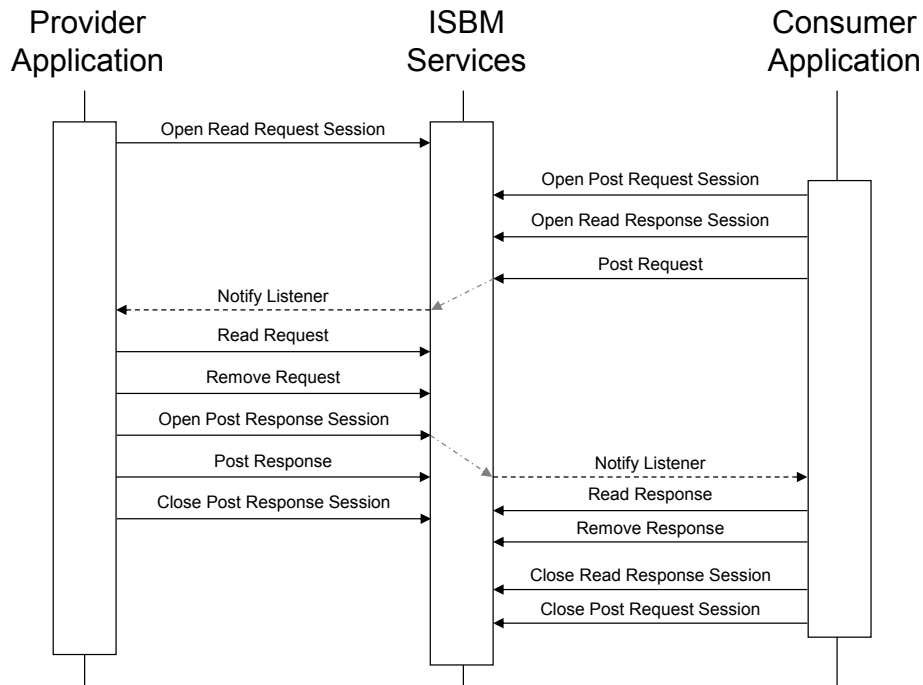 Provider
Application
ISBM
Services
Consumer
Application
Open Read Request Session
Open Post Request Session
Open Read Response Session
Post Request
Notify Listener
Read Request
Remove Request
Open Post Response Session
Post Response
Notify Listener
Read Response
Close Post Response Session
Remove Response
Close Read Response Session
Close Post Request Session